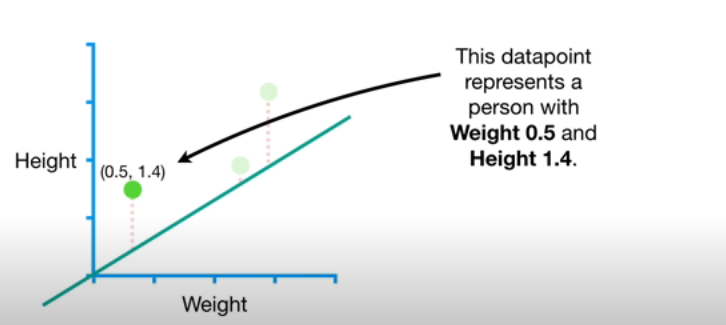 This datapoint
represents a
person with
Weight 0.5 and
Height 1.4.
Height
(0.5, 1.4)
Weight